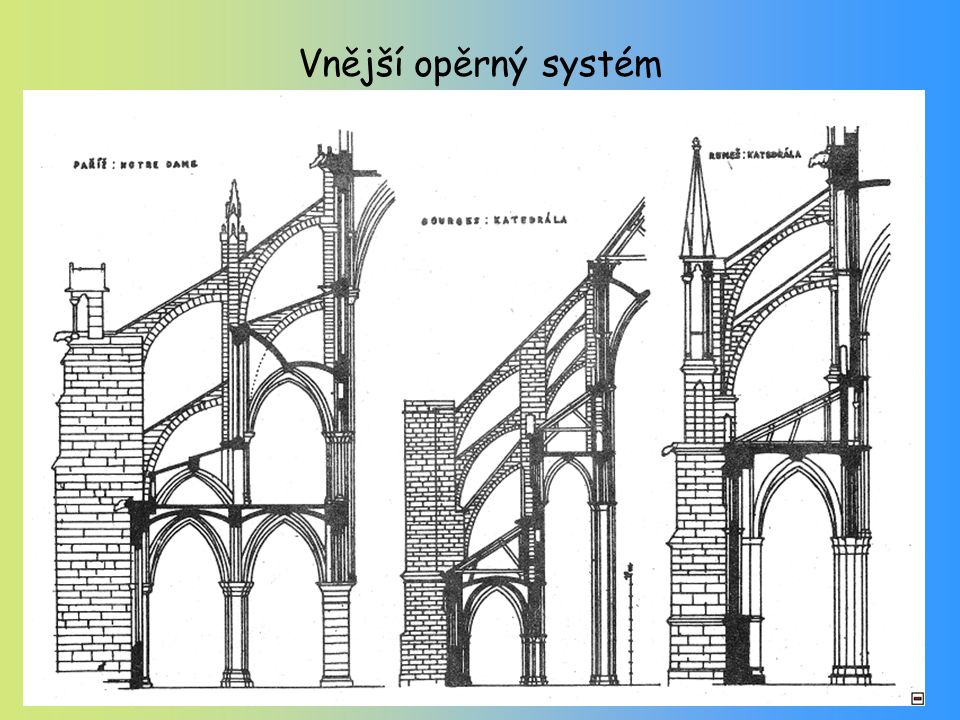 Vnější opěrný systém
PAŘÍŽ : NOTRE DAME
BOURGES : KATEDRÁLA
REMEŠ : KATEDRÁLA